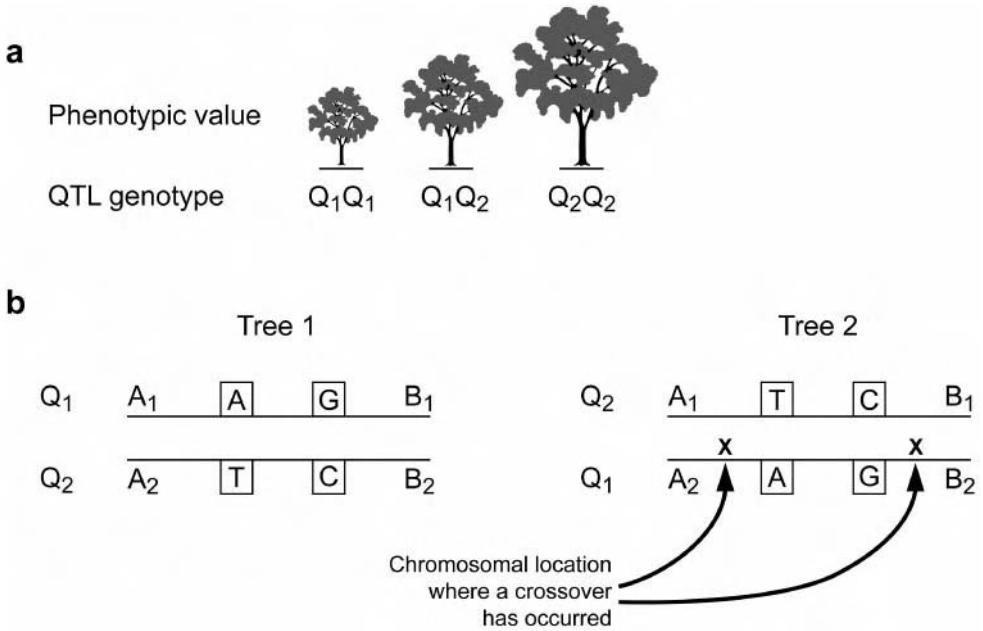 a
Phenotypic value
QTL genotype Q₁Q₁ Q₁Q₂ Q₂Q₂
b
Tree 1 Tree 2
Q₁ A₁ A G B₁ Q₂ A₁ T C B₁
x x
Q₂ A₂ T C B₂ Q₁ A₂ A G B₂
Chromosomal location
where a crossover
has occurred